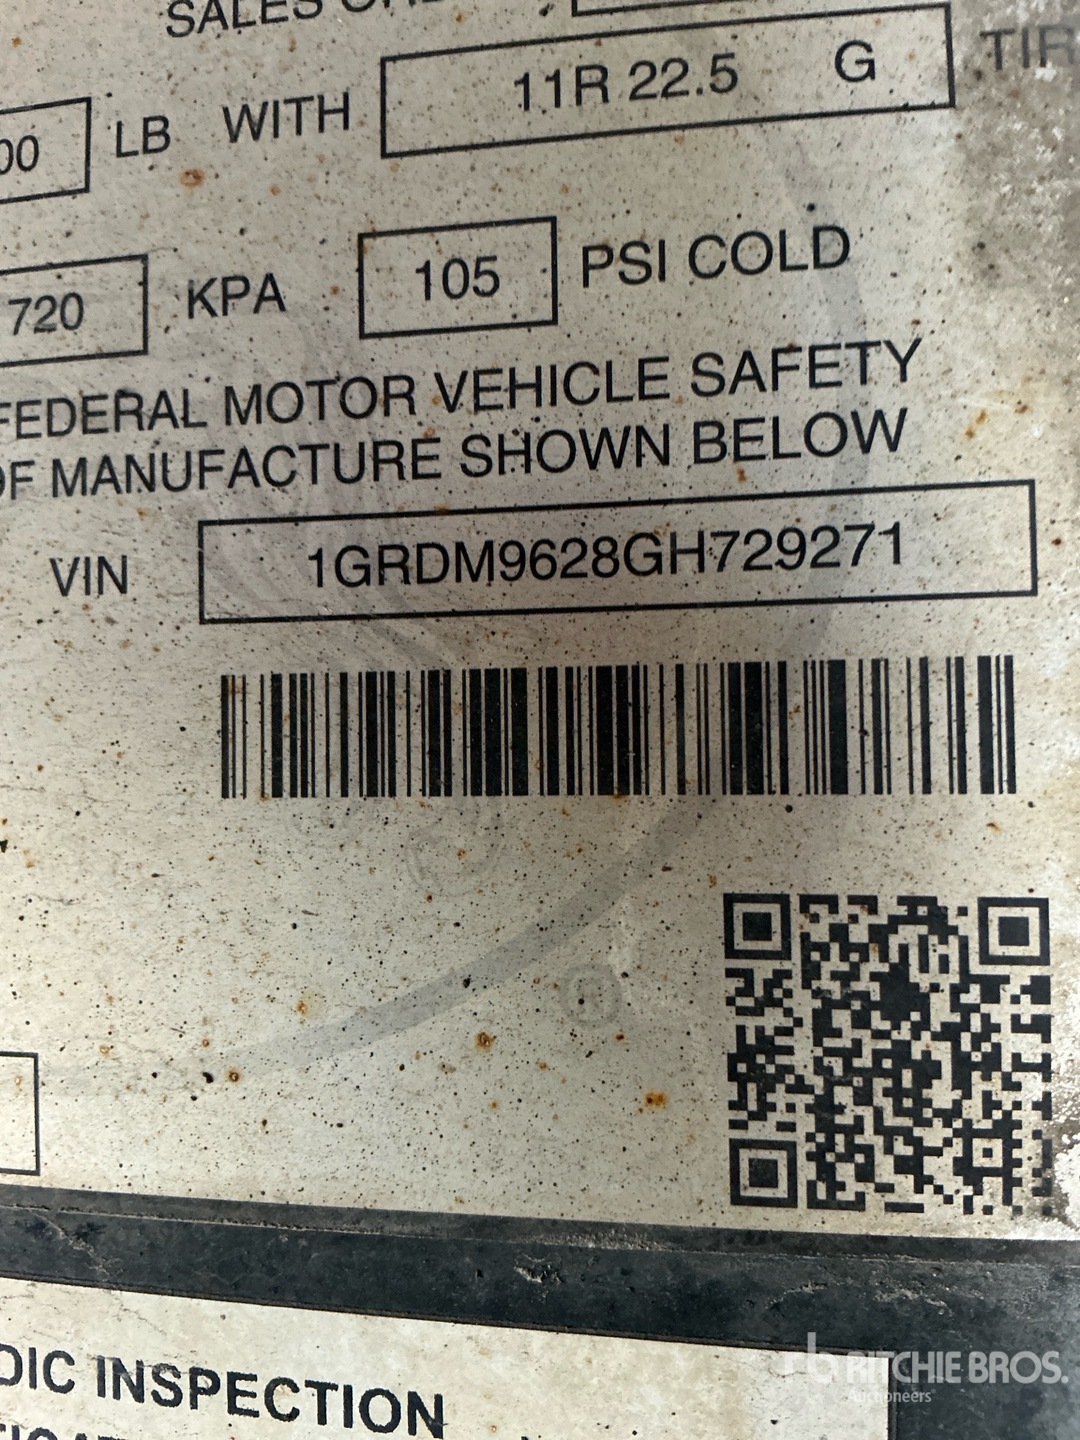 SALES
00 LB WITH 11R 22.5 G TIR
720 KPA 105 PSI COLD
FEDERAL MOTOR VEHICLE SAFETY
OF MANUFACTURE SHOWN BELOW
VIN 1GRDM9628GH729271
®
DIC INSPECTION
RITCHIE BROS.
Auctioneers